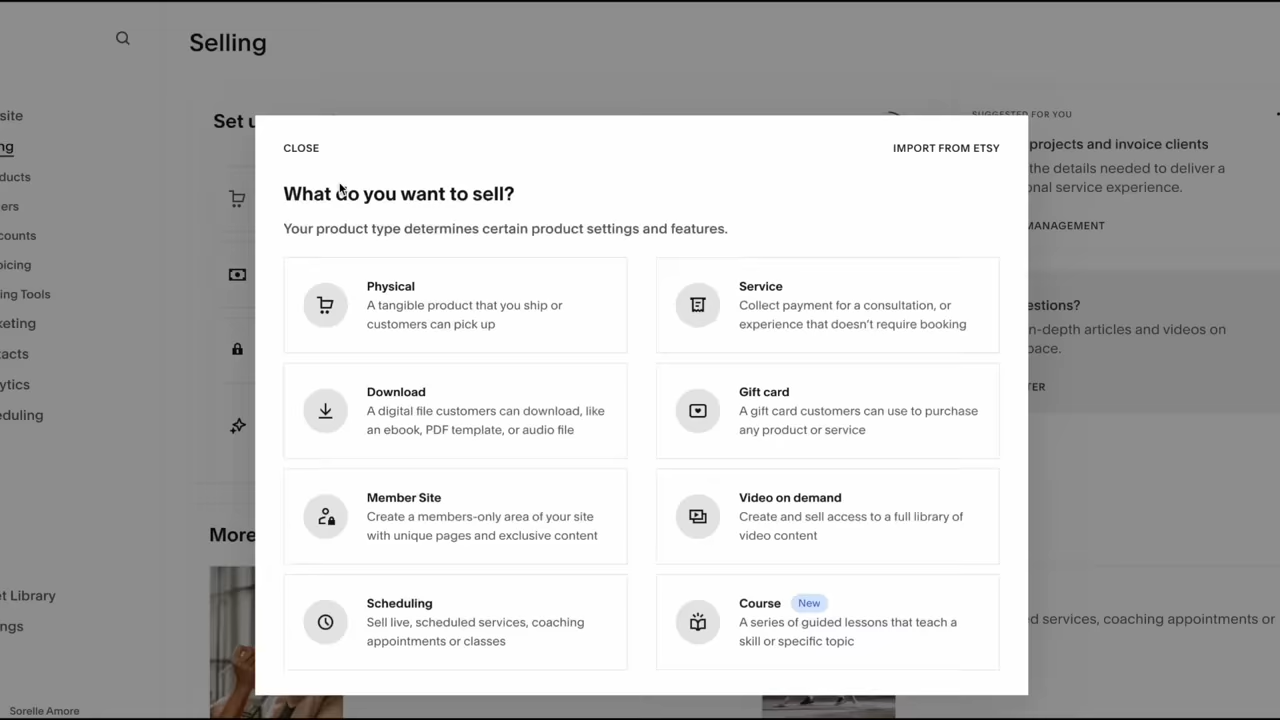 Selling
site
ng
ducts
ers
counts
oicing
ing Tools
keting
tacts
ytics
eduling
et Library
ngs
Sorelle Amore
Set u
More
CLOSE
IMPORT FROM ETSY
What do you want to sell?
Your product type determines certain product settings and features.
Physical
A tangible product that you ship or
customers can pick up
Service
Collect payment for a consultation, or
experience that doesn't require booking
Download
A digital file customers can download, like
an ebook, PDF template, or audio file
Gift card
A gift card customers can use to purchase
any product or service
Member Site
Create a members-only area of your site
with unique pages and exclusive content
Video on demand
Create and sell access to a full library of
video content
Scheduling
Sell live, scheduled services, coaching
appointments or classes
Course New
A series of guided lessons that teach a
skill or specific topic
SUGGESTED FOR YOU
projects and invoice clients
the details needed to deliver a
onal service experience.
MANAGEMENT
estions?
n-depth articles and videos on
pace.
TER
d services, coaching appointments or